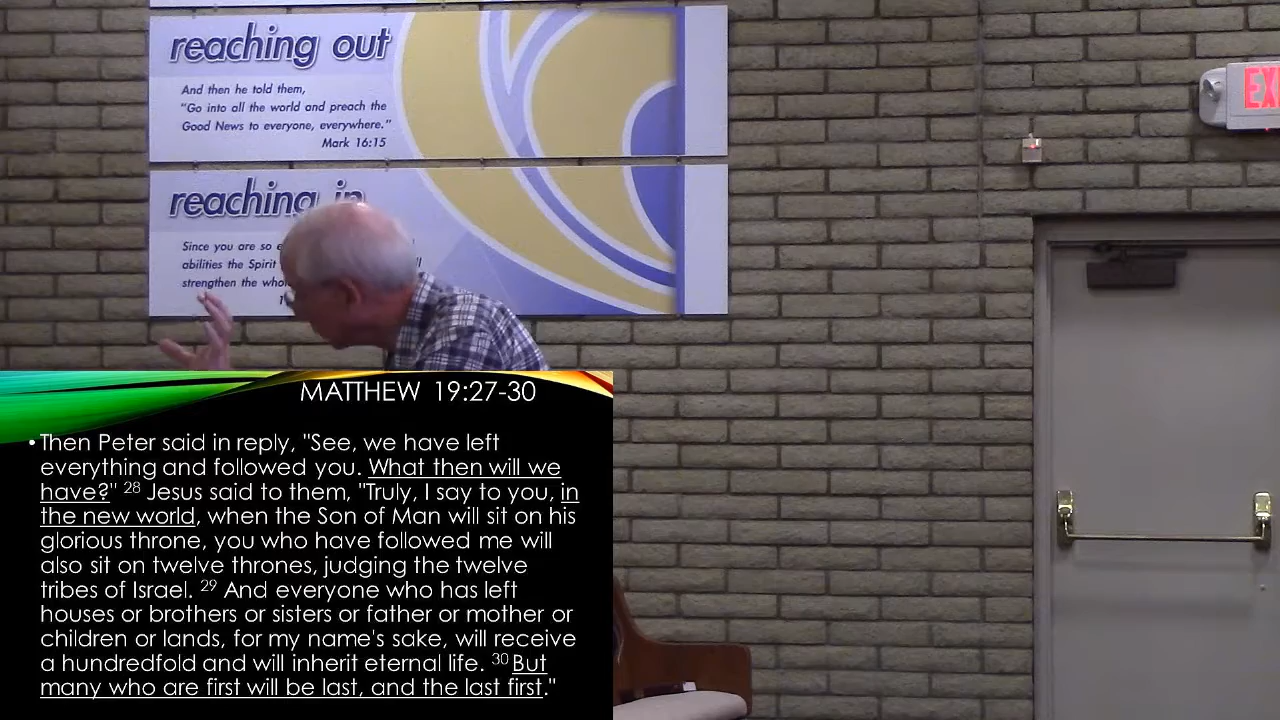 reaching out
And then he told them,
"Go into all the world and preach the
Good News to everyone, everywhere."
Mark 16:15
reaching in
Since you are so
abilities the Spirit
strengthen the
MATTHEW 19:27-30
•Then Peter said in reply, "See, we have left
everything and followed you. What then will we
have?" 28 Jesus said to them, "Truly, I say to you, in
the new world, when the Son of Man will sit on his
glorious throne, you who have followed me will
also sit on twelve thrones, judging the twelve
tribes of Israel. 29 And everyone who has left
houses or brothers or sisters or father or mother or
children or lands, for my name's sake, will receive
a hundredfold and will inherit eternal life. 30 But
many who are first will be last, and the last first."